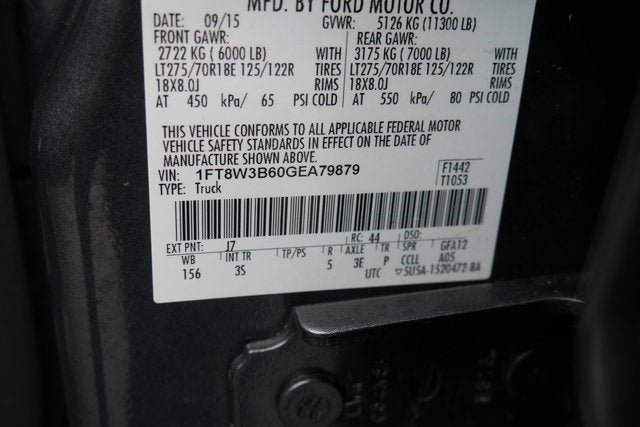 MFD. BY FORD MOTOR CO.
DATE: 09/15 GVWR: 5126 KG (11300 LB)
FRONT GAWR: REAR GAWR:
2722 KG ( 6000 LB) WITH 3175 KG ( 7000 LB) WITH
LT275/70R18E 125/122R TIRES LT275/70R18E 125/122R TIRES
18X8.0J RIMS 18X8.0J RIMS
AT 450 kPa/ 65 PSI COLD AT 550 kPa/ 80 PSI COLD
THIS VEHICLE CONFORMS TO ALL APPLICABLE FEDERAL MOTOR
VEHICLE SAFETY STANDARDS IN EFFECT ON THE DATE OF
MANUFACTURE SHOWN ABOVE.
VIN: 1FT8W3B60GEA79879 F1442
TYPE: Truck T1053
EXT PNT: J7 RC: 44 DSO:
WB INT TR TP/PS R AXLE TR SPR GFA12
156 3S 5 3E P CCLL A05
UTC ▽ SU5A-1520472-BA